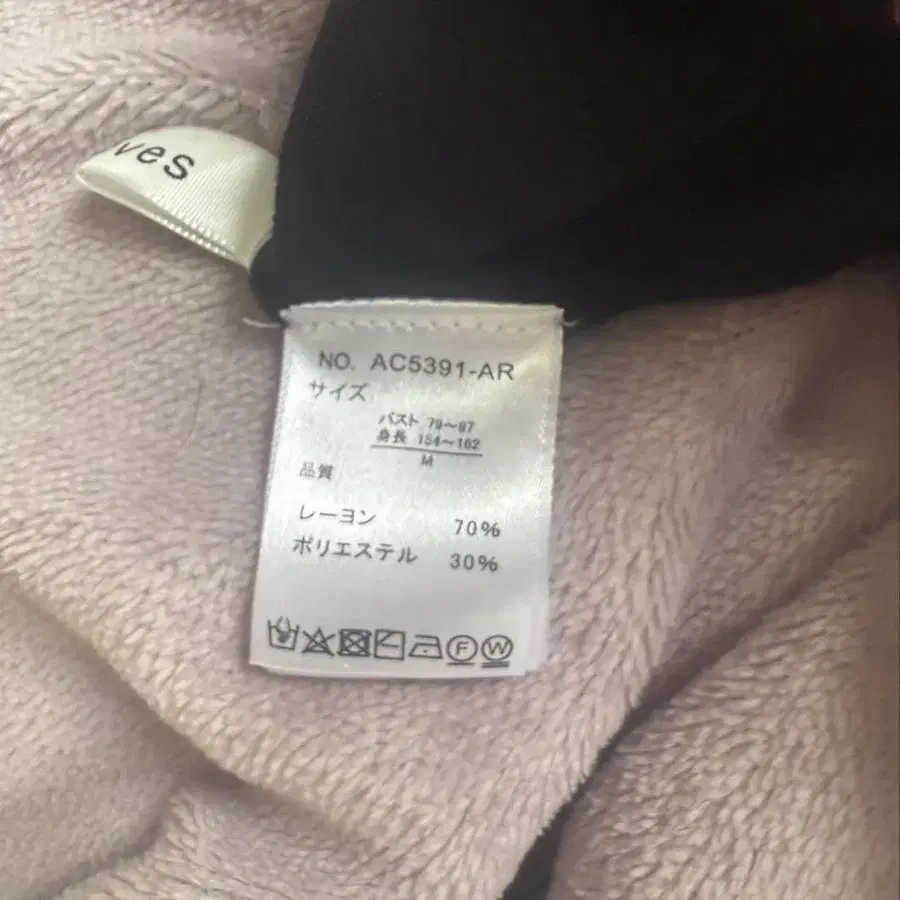 ves
NO. AC5391-AR
サイズ
バスト 79～87
身長 154～162
M
品質
レーヨン 70%
ポリエステル 30%
F W